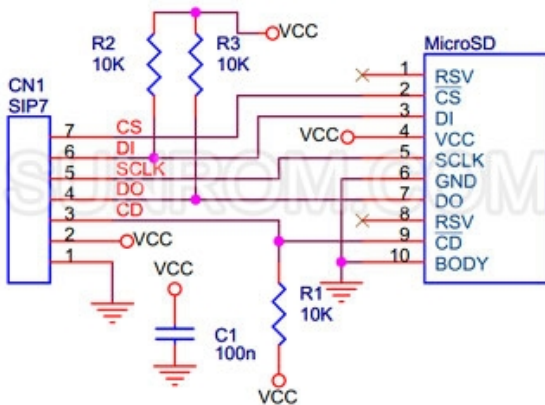 R2
10K
R3
10K
VCC
CN1
SIP7
7 CS
6 DI
5 SCLK
4 DO
3 CD
2 VCC
1
MicroSD
1 RSV
2 CS
3 DI
VCC 4 VCC
5 SCLK
6 GND
7 DO
8 RSV
9 CD
10 BODY
VCC
C1
100n
R1
10K
VCC
SUNROM.COM